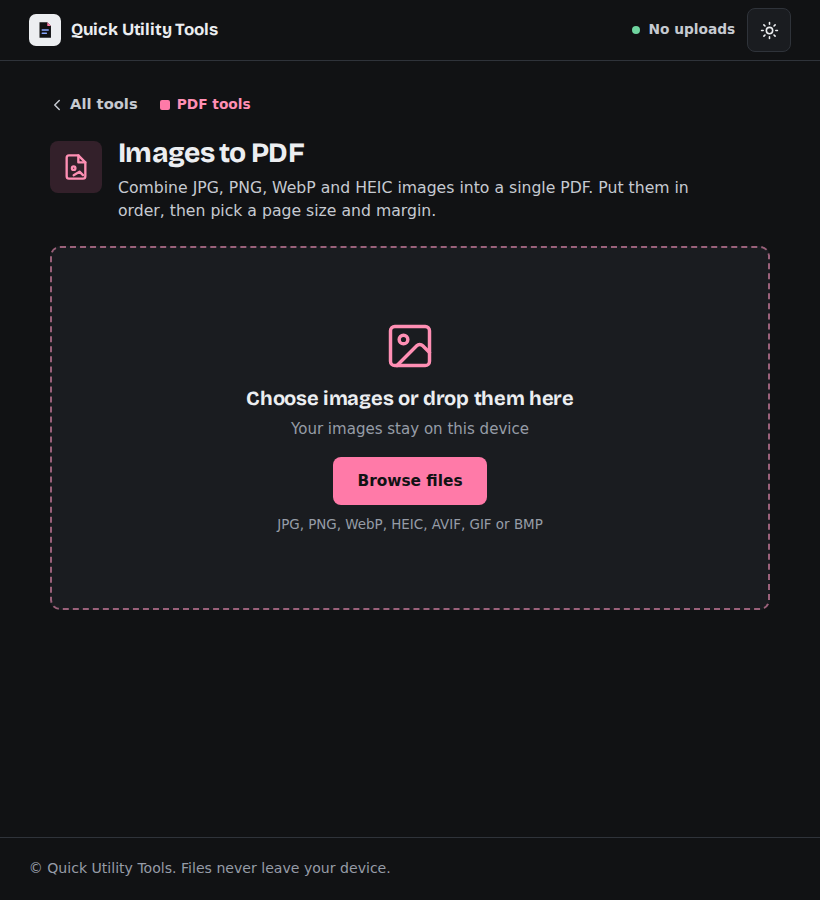 Quick Utility Tools
No uploads
All tools
PDF tools
Images to PDF
Combine JPG, PNG, WebP and HEIC images into a single PDF. Put them in
order, then pick a page size and margin.
Choose images or drop them here
Your images stay on this device
Browse files
JPG, PNG, WebP, HEIC, AVIF, GIF or BMP
© Quick Utility Tools. Files never leave your device.